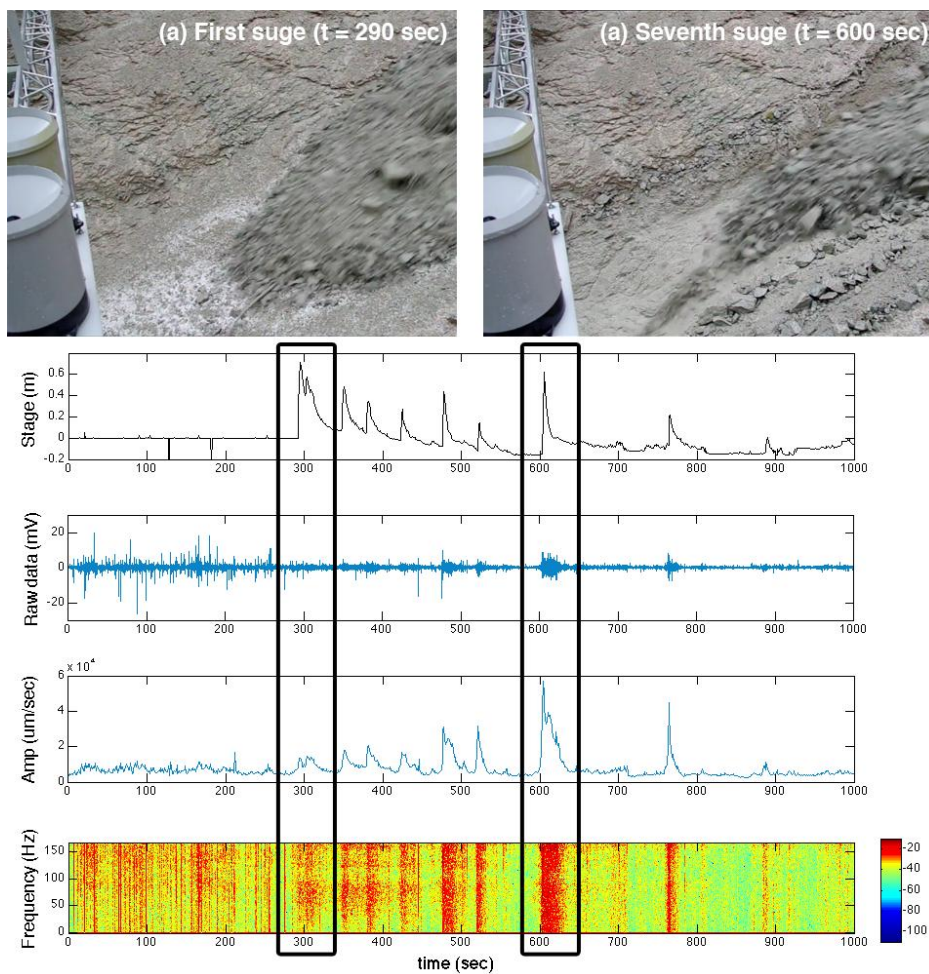 (a) First suge (t = 290 sec)
(a) Seventh suge (t = 600 sec)
Stage (m)
0.6
0.4
0.2
0
-0.2
0 100 200 300 400 500 600 700 800 900 1000
Raw data (mV)
20
0
-20
0 100 200 300 400 500 600 700 800 900 1000
Amp (um/sec)
x 10⁴
6
4
2
0
0 100 200 300 400 500 600 700 800 900 1000
Frequency (Hz)
150
100
50
0
0 100 200 300 400 500 600 700 800 900 1000
time (sec)
-20
-40
-60
-80
-100